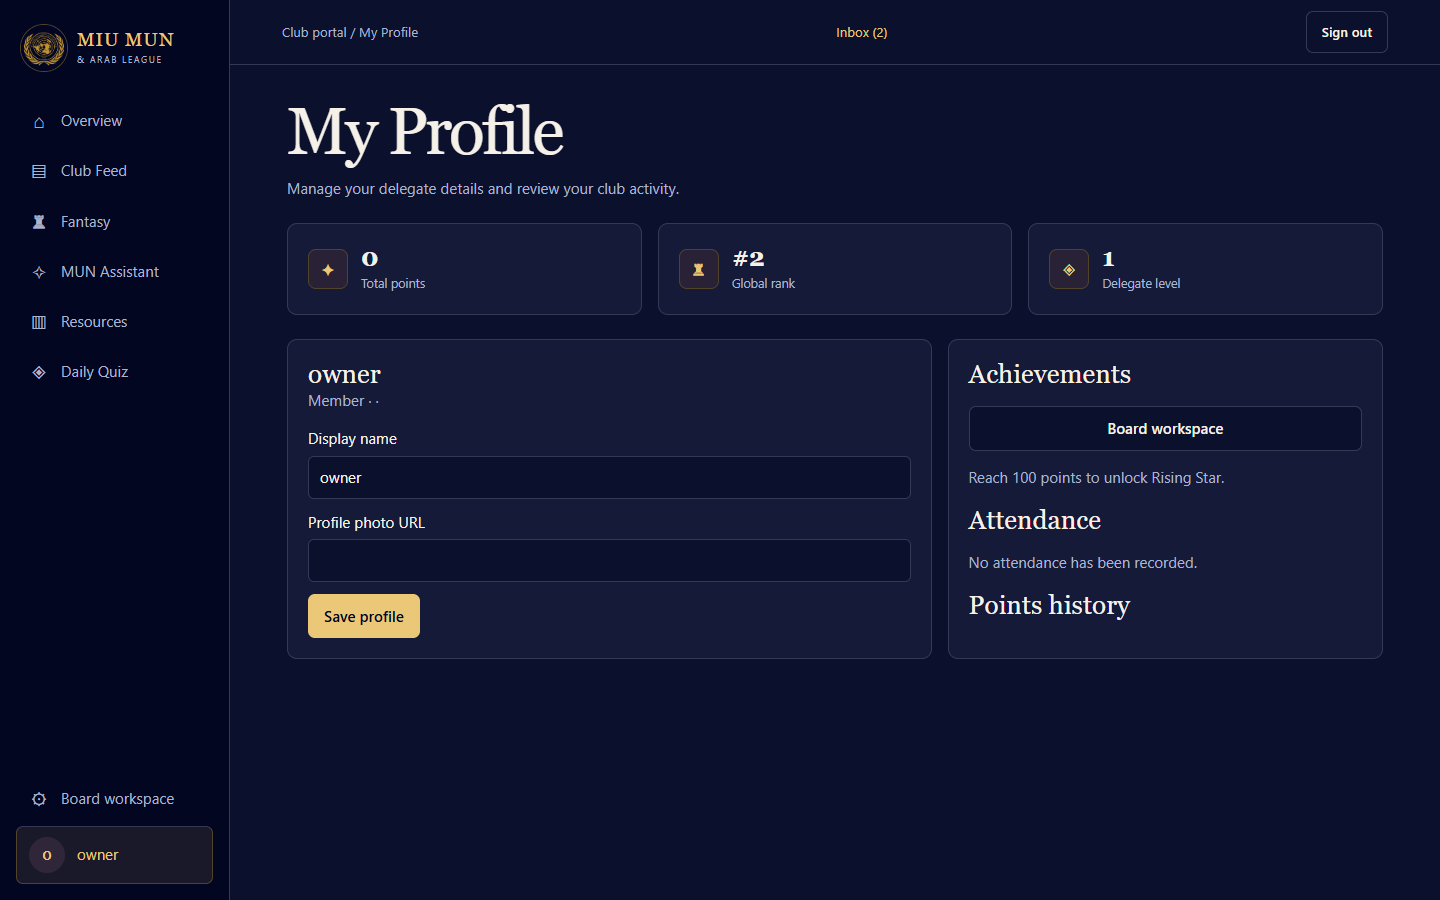 MIU MUN
& ARAB LEAGUE
Overview
Club Feed
Fantasy
MUN Assistant
Resources
Daily Quiz
Board workspace
O
owner
Club portal / My Profile
Inbox (2)
Sign out
My Profile
Manage your delegate details and review your club activity.
0
Total points
#2
Global rank
1
Delegate level
owner
Member · ·
Display name
owner
Profile photo URL
Save profile
Achievements
Board workspace
Reach 100 points to unlock Rising Star.
Attendance
No attendance has been recorded.
Points history